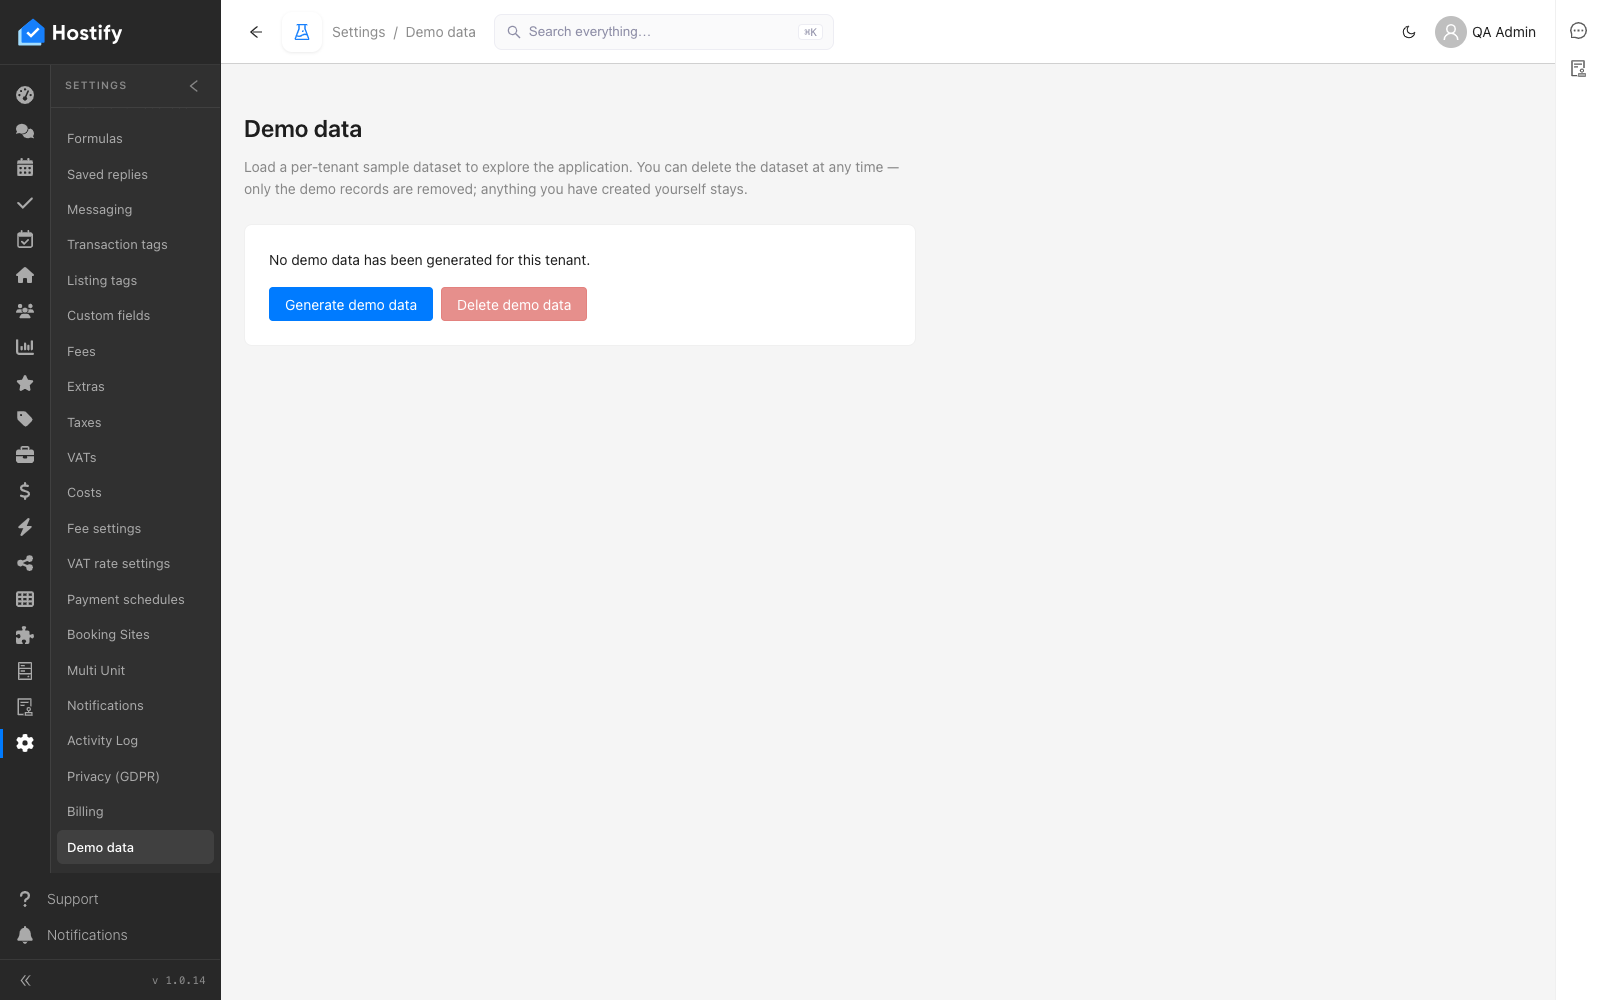 Hostify
Settings / Demo data
Search everything...
⌘K
QA Admin
SETTINGS
Formulas
Saved replies
Messaging
Transaction tags
Listing tags
Custom fields
Fees
Extras
Taxes
VATs
Costs
Fee settings
VAT rate settings
Payment schedules
Booking Sites
Multi Unit
Notifications
Activity Log
Privacy (GDPR)
Billing
Demo data
Support
Notifications
v 1.0.14
Demo data
Load a per-tenant sample dataset to explore the application. You can delete the dataset at any time —
only the demo records are removed; anything you have created yourself stays.
No demo data has been generated for this tenant.
Generate demo data
Delete demo data